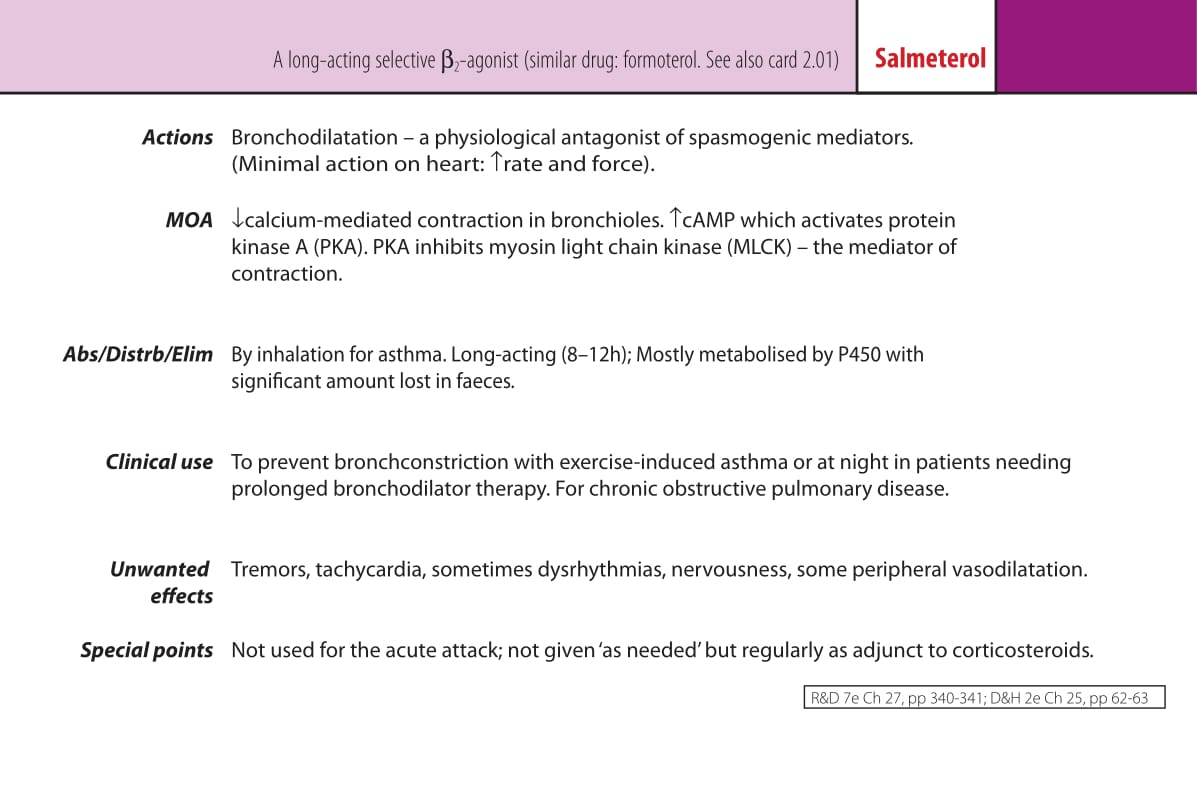 A long-acting selective β2-agonist (similar drug: formoterol. See also card 2.01)
Salmeterol
Actions Bronchodilatation – a physiological antagonist of spasmogenic mediators.
(Minimal action on heart: ↑rate and force).
MOA ↓calcium-mediated contraction in bronchioles. ↑cAMP which activates protein
kinase A (PKA). PKA inhibits myosin light chain kinase (MLCK) – the mediator of
contraction.
Abs/Distrb/Elim By inhalation for asthma. Long-acting (8–12h); Mostly metabolised by P450 with
significant amount lost in faeces.
Clinical use To prevent bronchconstriction with exercise-induced asthma or at night in patients needing
prolonged bronchodilator therapy. For chronic obstructive pulmonary disease.
Unwanted Tremors, tachycardia, sometimes dysrhythmias, nervousness, some peripheral vasodilatation.
effects
Special points Not used for the acute attack; not given ‘as needed’ but regularly as adjunct to corticosteroids.
R&D 7e Ch 27, pp 340-341; D&H 2e Ch 25, pp 62-63